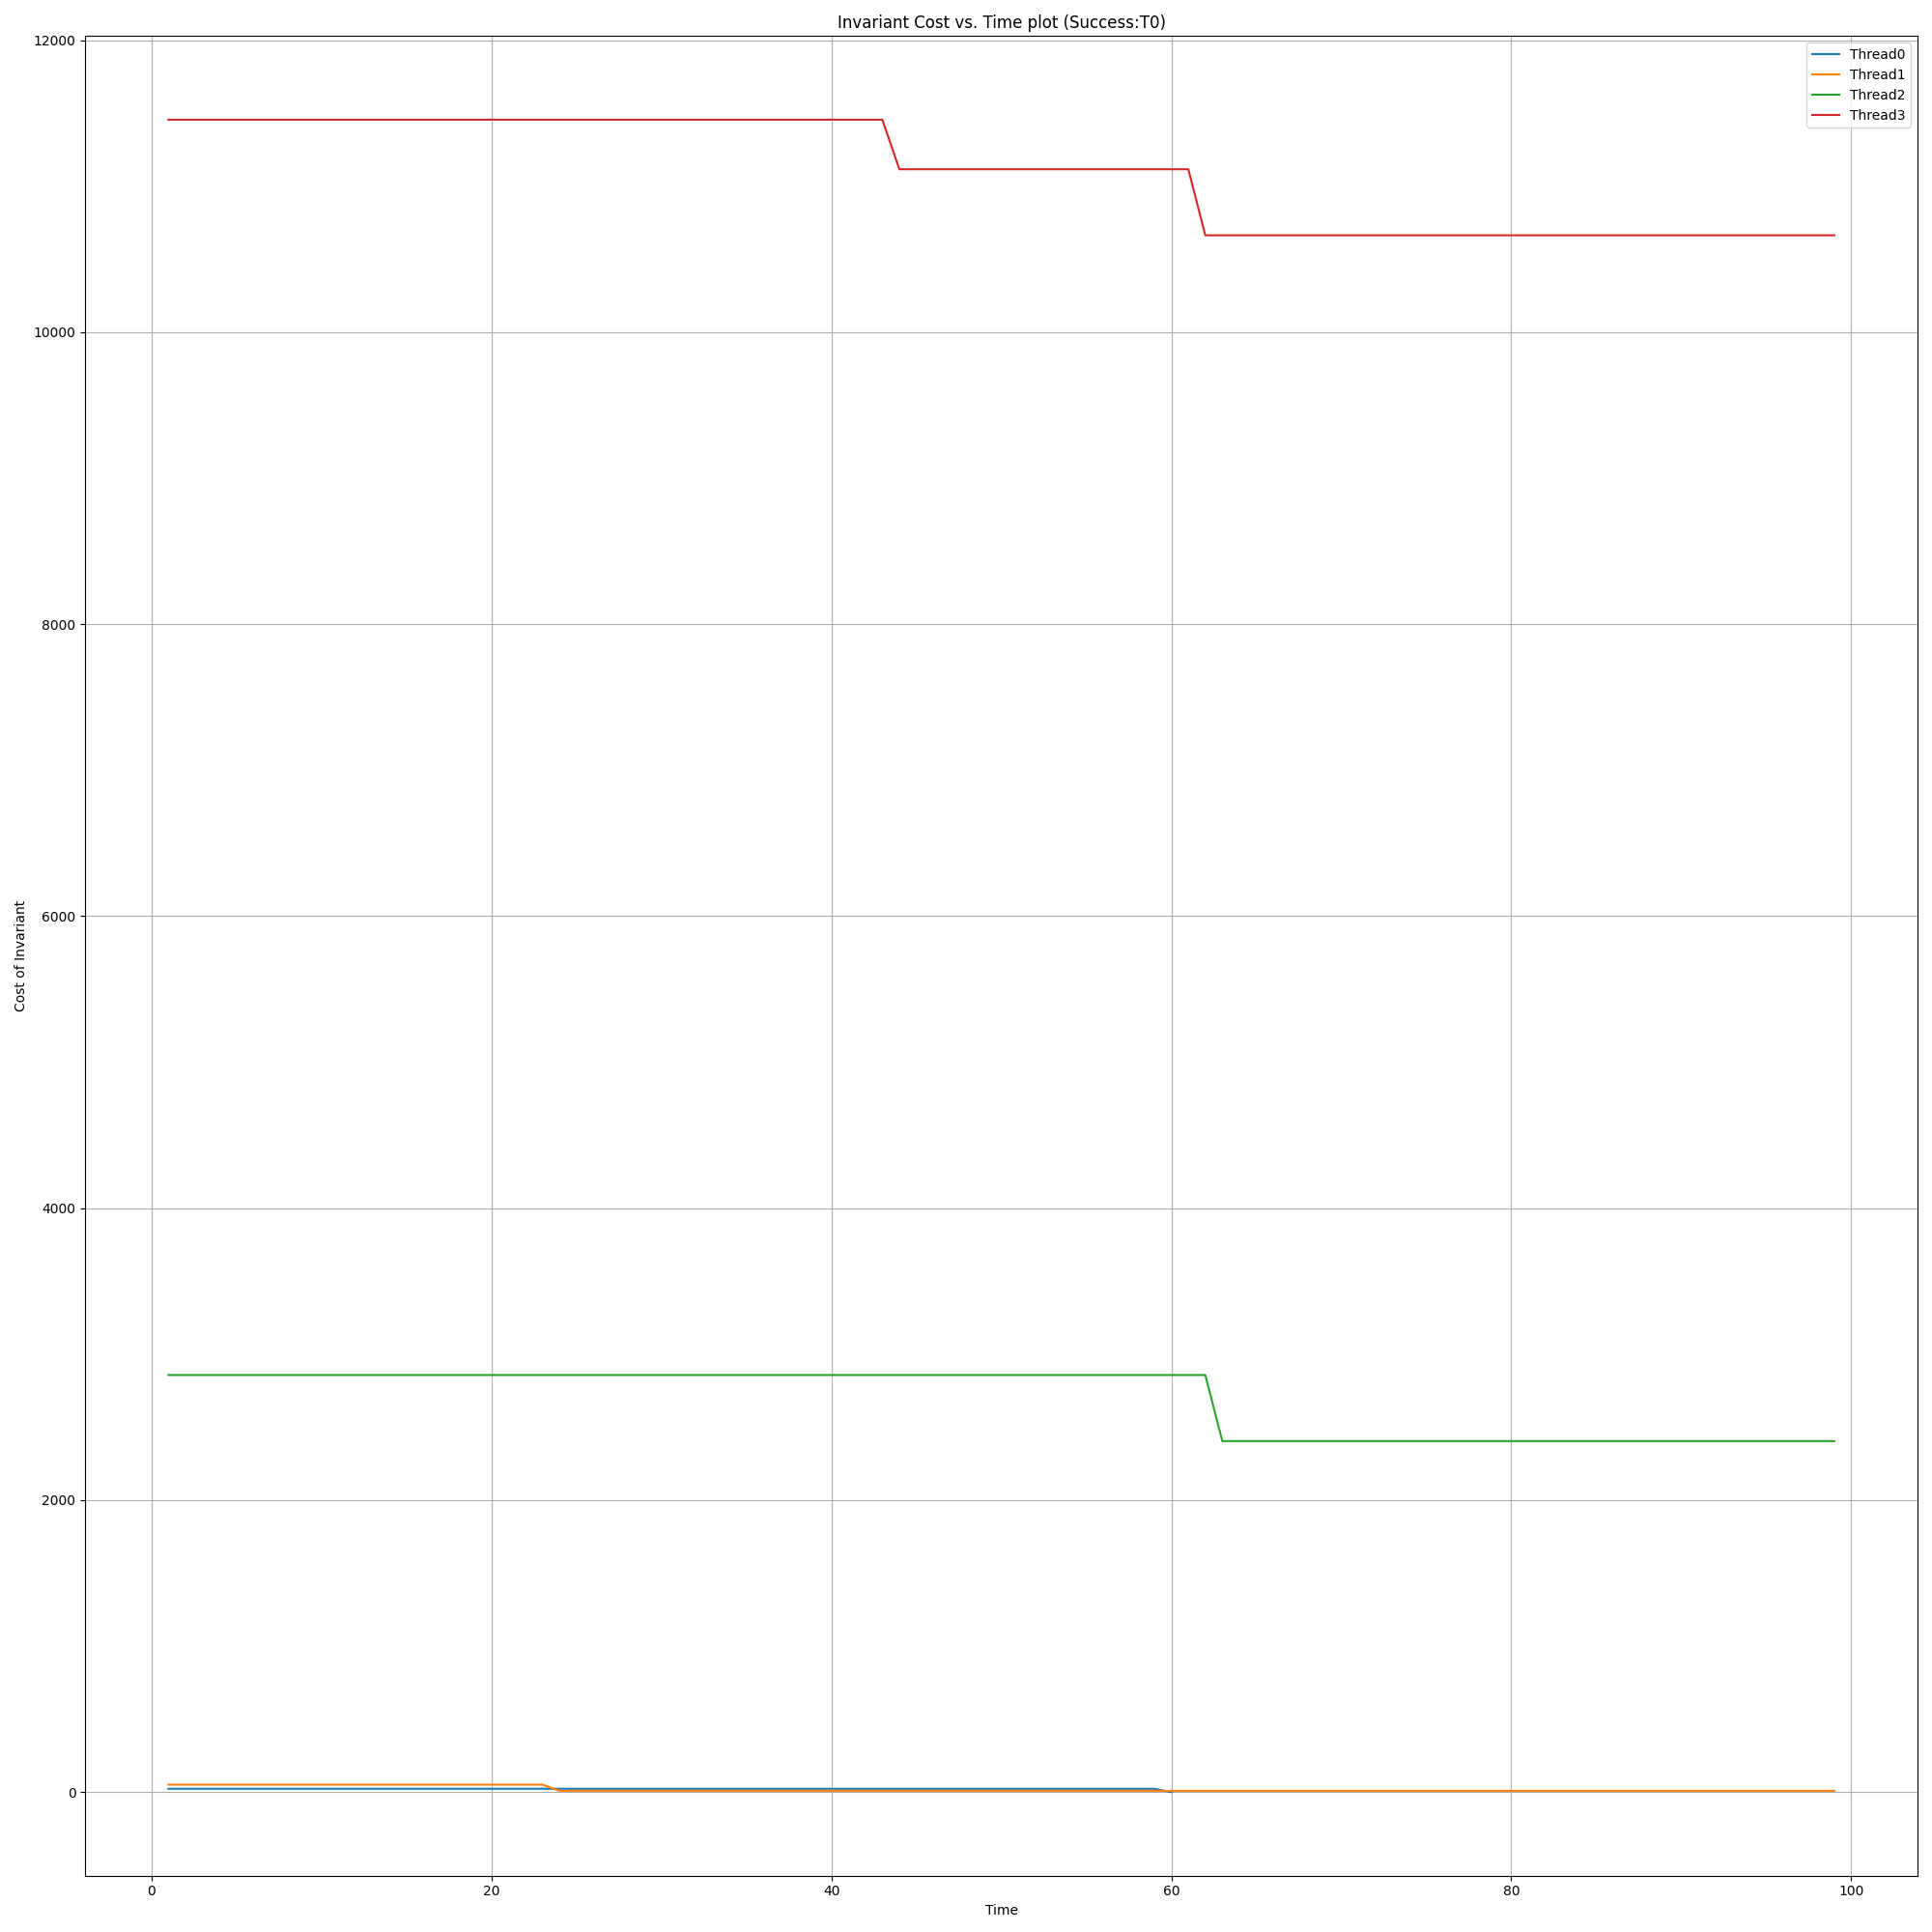 Invariant Cost vs. Time plot (Success:T0)
12000
10000
8000
6000
4000
2000
0
Cost of Invariant
Thread0
Thread1
Thread2
Thread3
0 20 40 60 80 100
Time